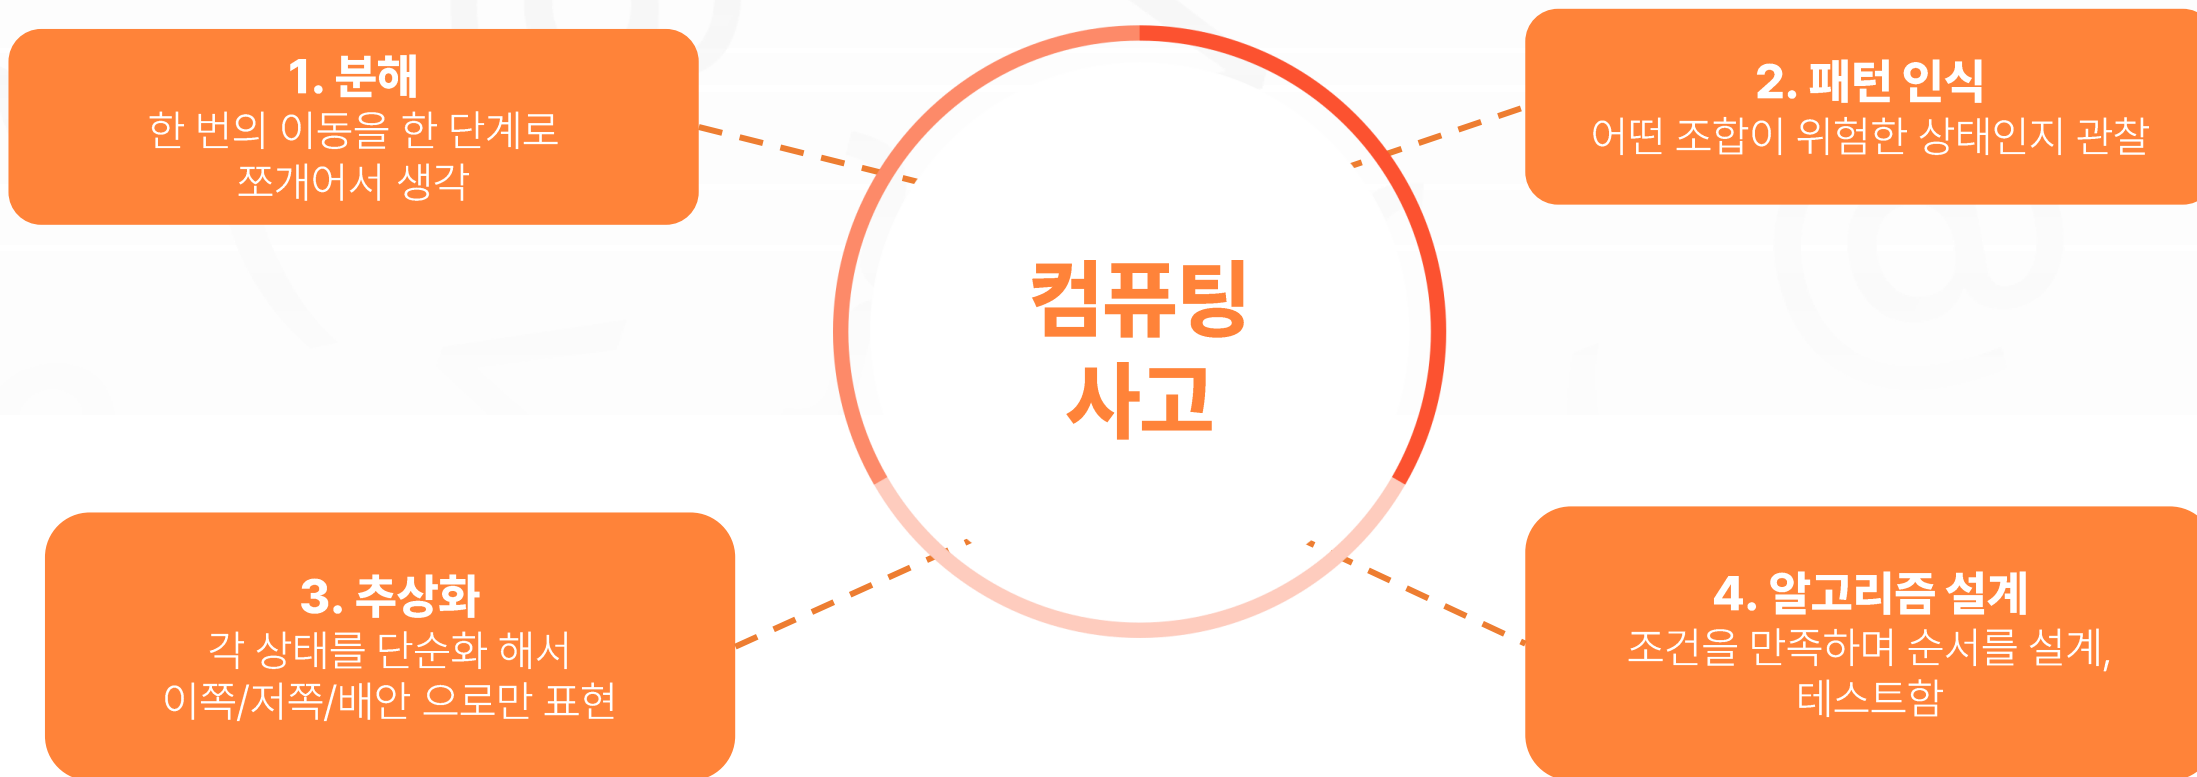 1. 분해
한 번의 이동을 한 단계로
쪼개어서 생각
2. 패턴 인식
어떤 조합이 위험한 상태인지 관찰
컴퓨팅
사고
3. 추상화
각 상태를 단순화 해서
이쪽/저쪽/배안 으로만 표현
4. 알고리즘 설계
조건을 만족하며 순서를 설계,
테스트함